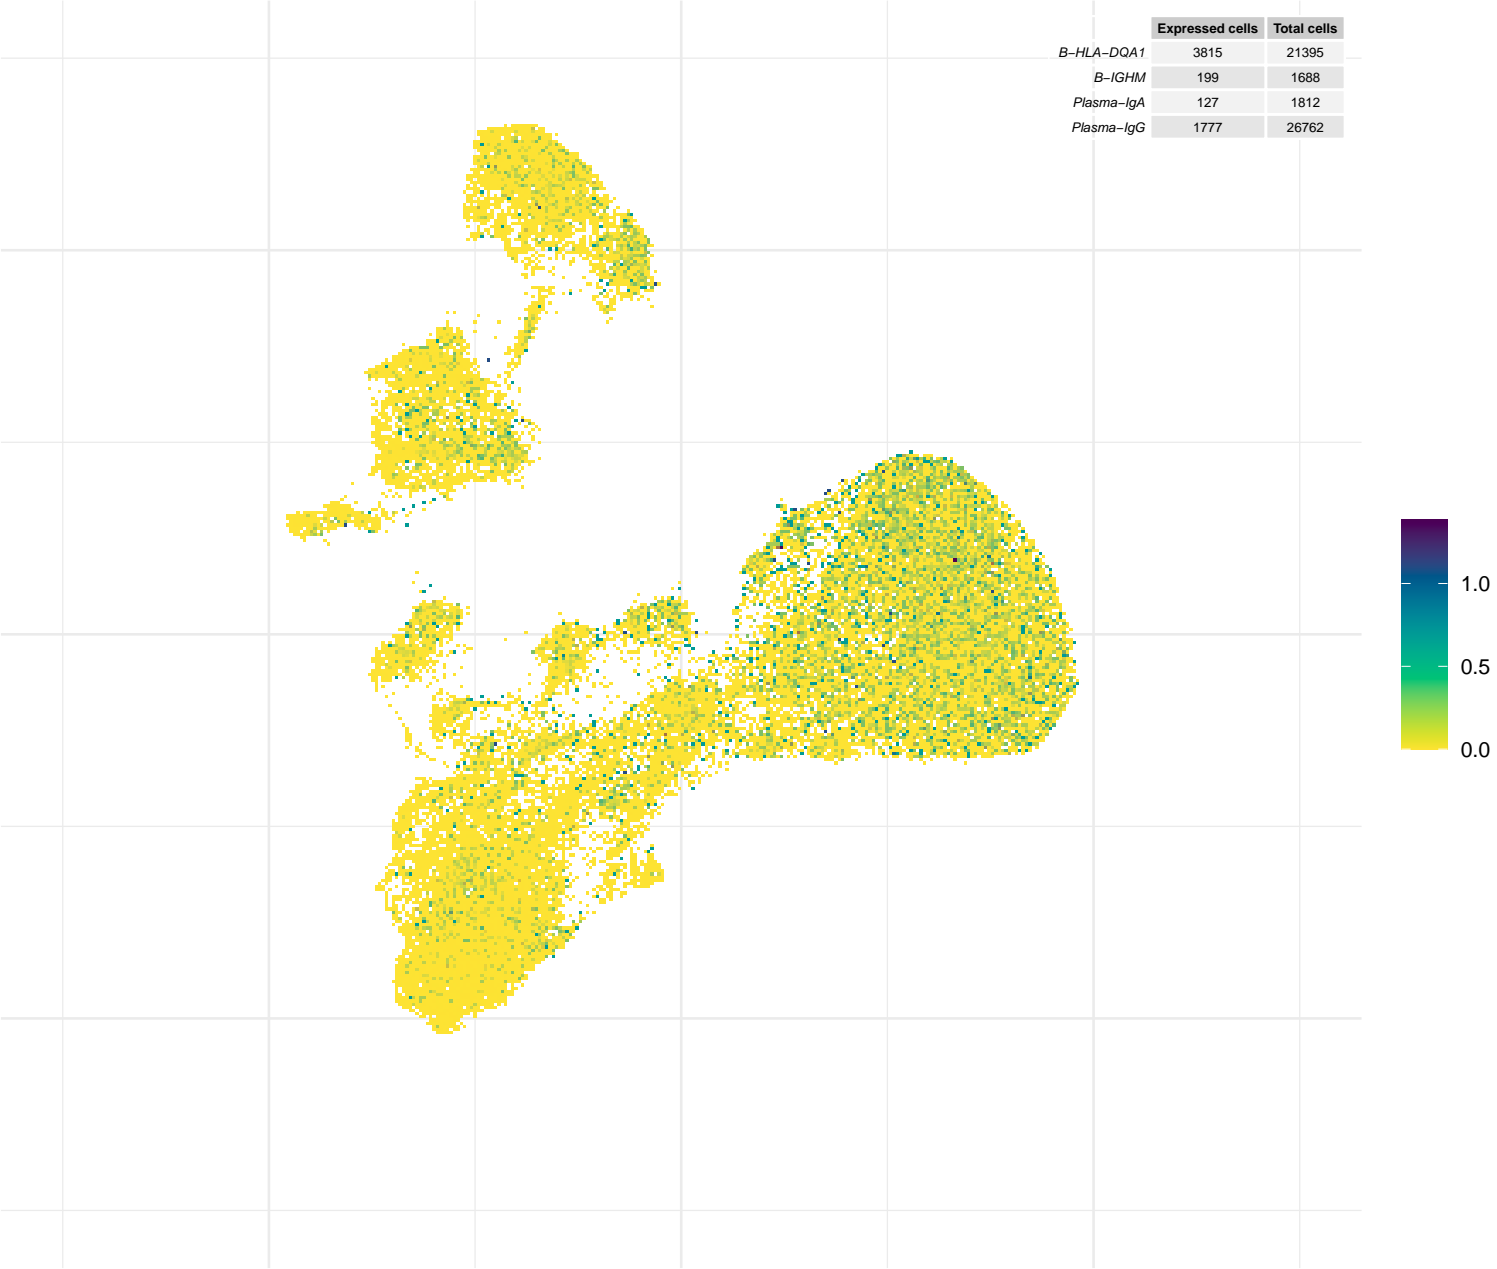 Expressed cells Total cells
B−HLA−DQA1 3815 21395
B−IGHM 199 1688
Plasma−IgA 127 1812
Plasma−IgG 1777 26762
1.0
0.5
0.0